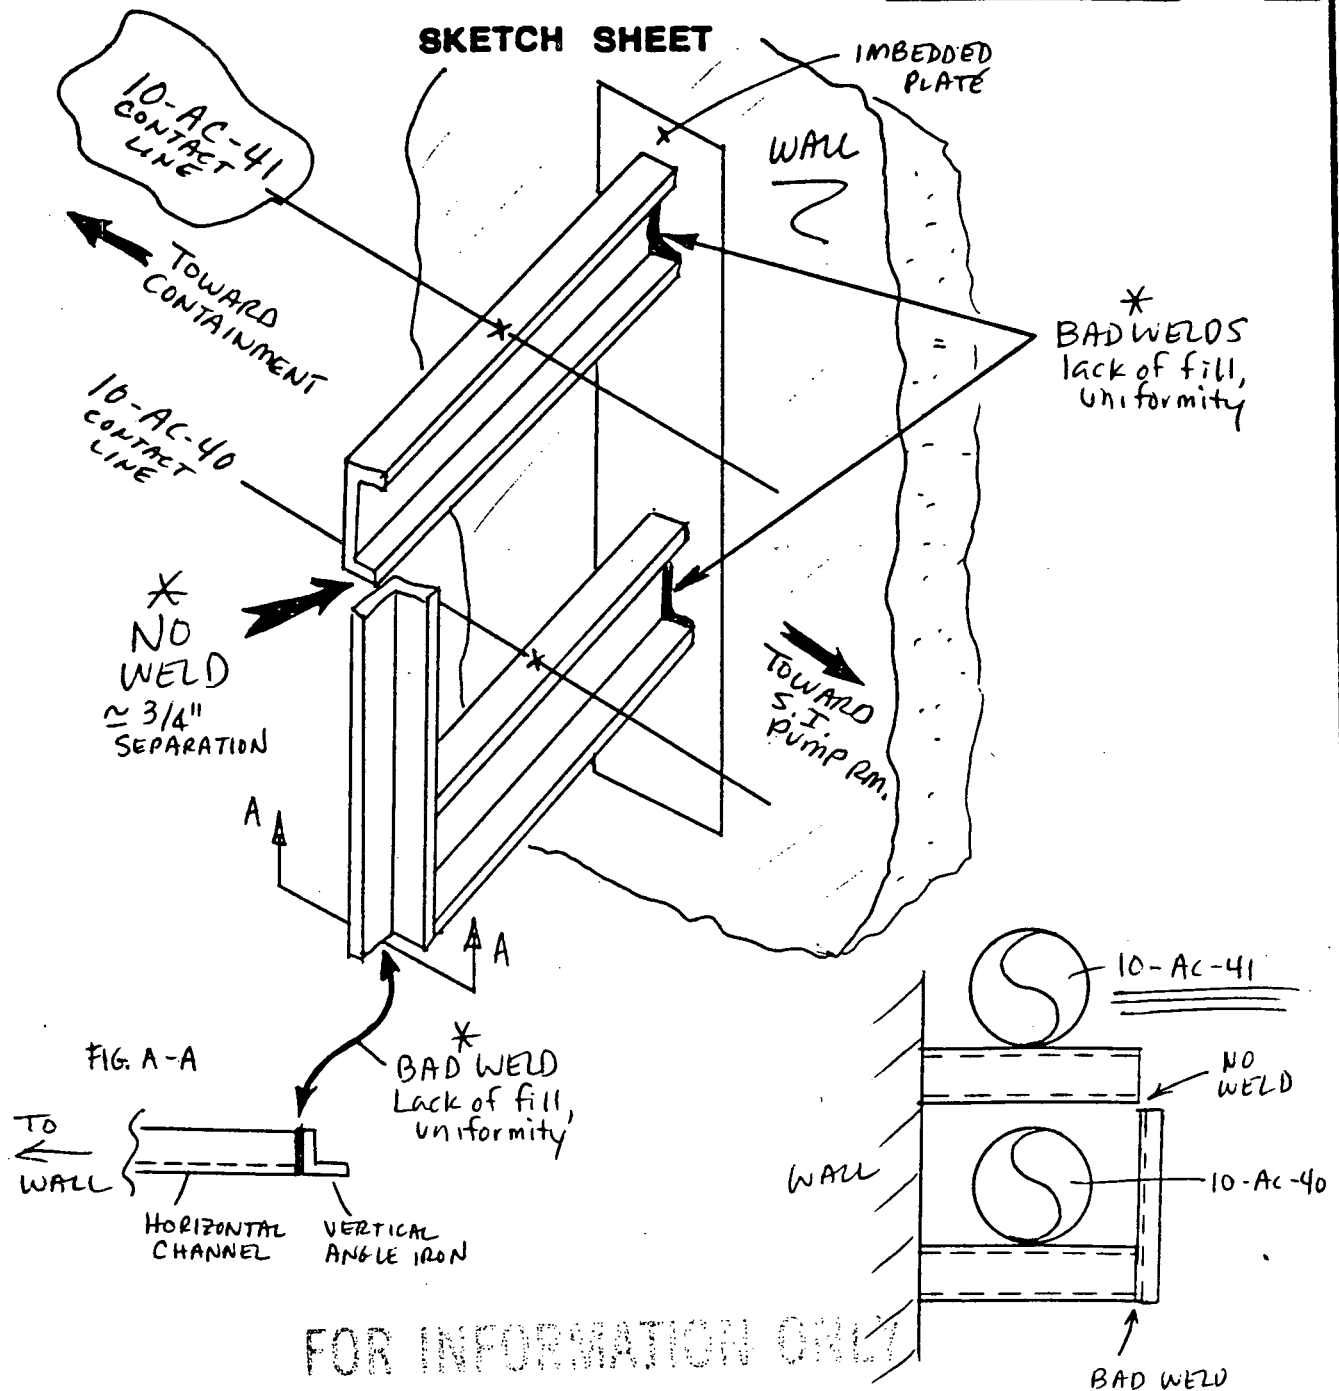 SKETCH SHEET
IMBEDDED
PLATE
10-AC-41
CONTACT
LINE
WALL
TOWARD
CONTAINMENT
*
BAD WELDS
lack of fill,
uniformity
10-AC-40
CONTACT
LINE
*
NO
WELD
≃ 3/4"
SEPARATION
TOWARD
S.I.
PUMP RM.
A
A
10-AC-41
FIG. A-A
*
BAD WELD
Lack of fill,
uniformity
NO
WELD
TO
WALL
WALL
10-AC-40
HORIZONTAL
CHANNEL
VERTICAL
ANGLE IRON
FOR INFORMATION ONLY
BAD WELD